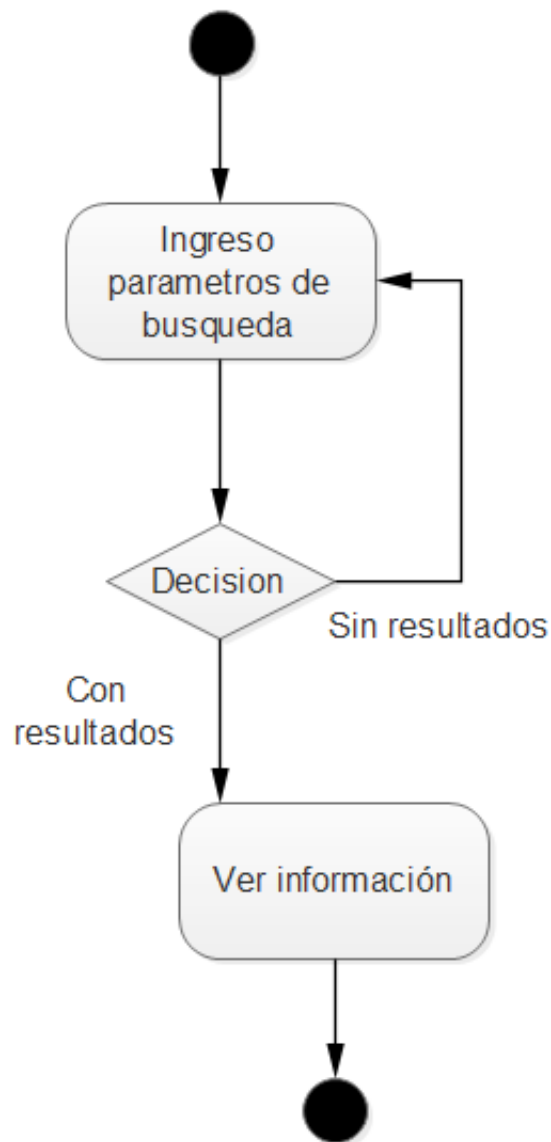 Ingreso
parametros de
busqueda
Decision
Sin resultados
Con
resultados
Ver información